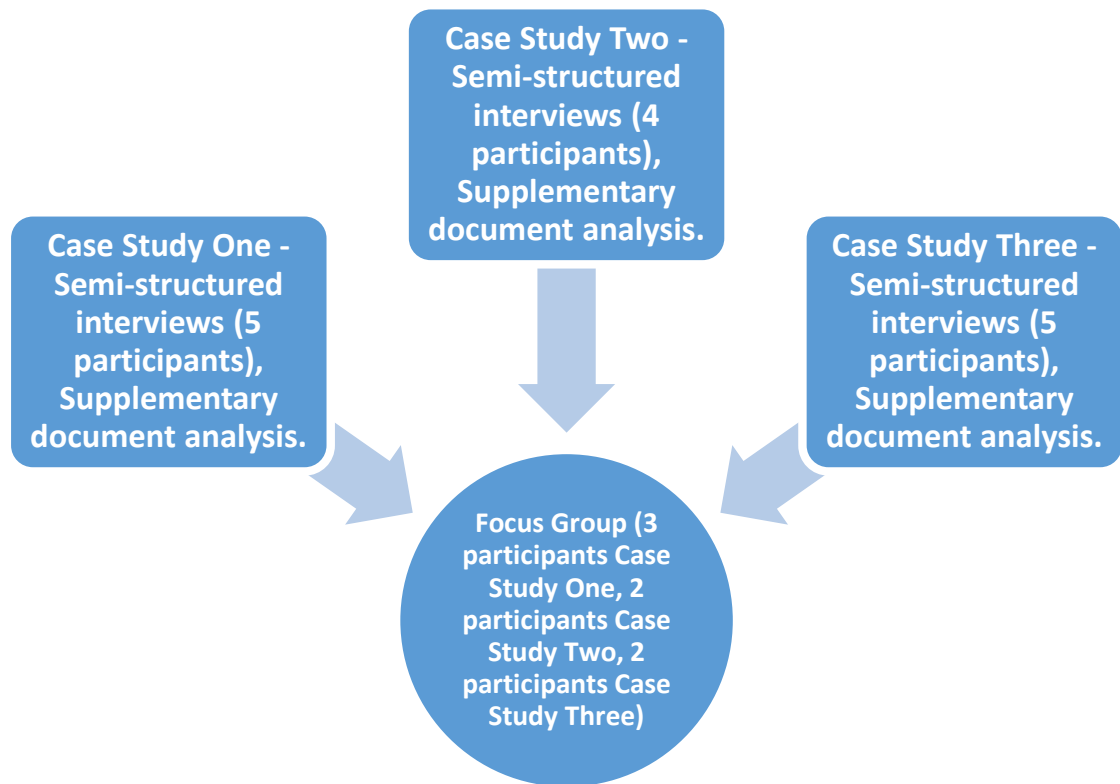 Case Study Two -
Semi-structured
interviews (4
participants),
Supplementary
document analysis.
Case Study One -
Semi-structured
interviews (5
participants),
Supplementary
document analysis.
Case Study Three -
Semi-structured
interviews (5
participants),
Supplementary
document analysis.
Focus Group (3
participants Case
Study One, 2
participants Case
Study Two, 2
participants Case
Study Three)